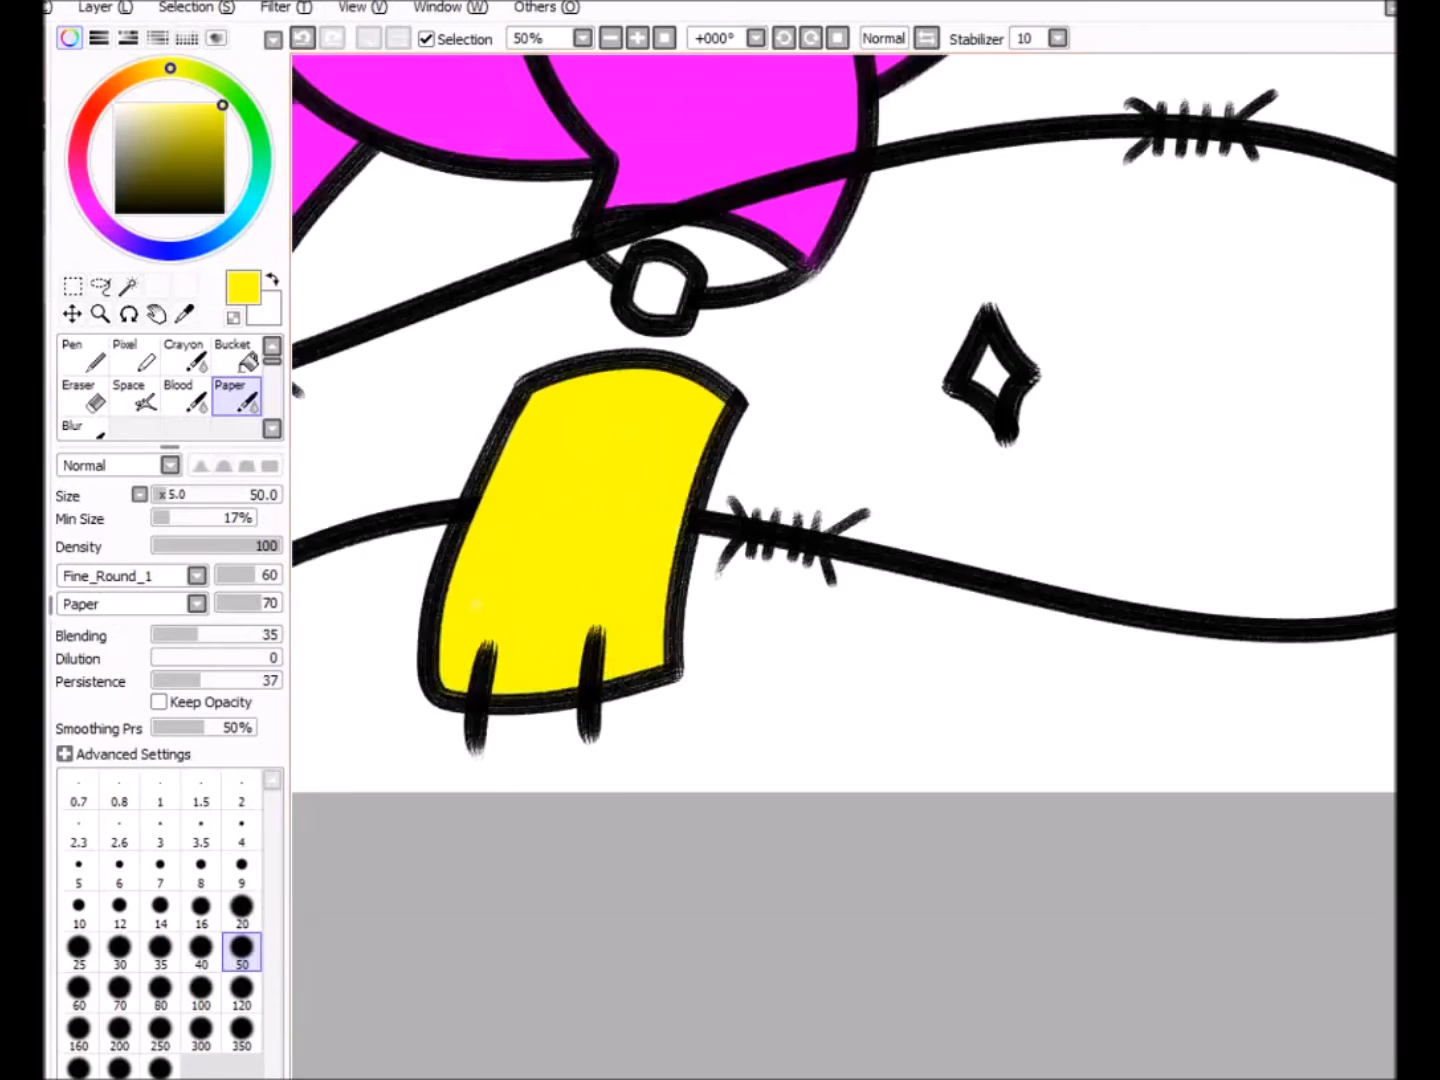 Layer (L) Selection (S) Filter (T) View (V) Window (W) Others (O)
Selection 50% +000° Normal Stabilizer 10
Pen Pixel Crayon Bucket
Eraser Space Blood Paper
Blur
Normal
Size x 5.0 50.0
Min Size 17%
Density 100
Fine_Round_1 60
Paper 70
Blending 35
Dilution 0
Persistence 37
Keep Opacity
Smoothing Prs 50%
Advanced Settings
0.7 0.8 1 1.5 2
2.3 2.6 3 3.5 4
5 6 7 8 9
10 12 14 16 20
25 30 35 40 50
60 70 80 100 120
160 200 250 300 350